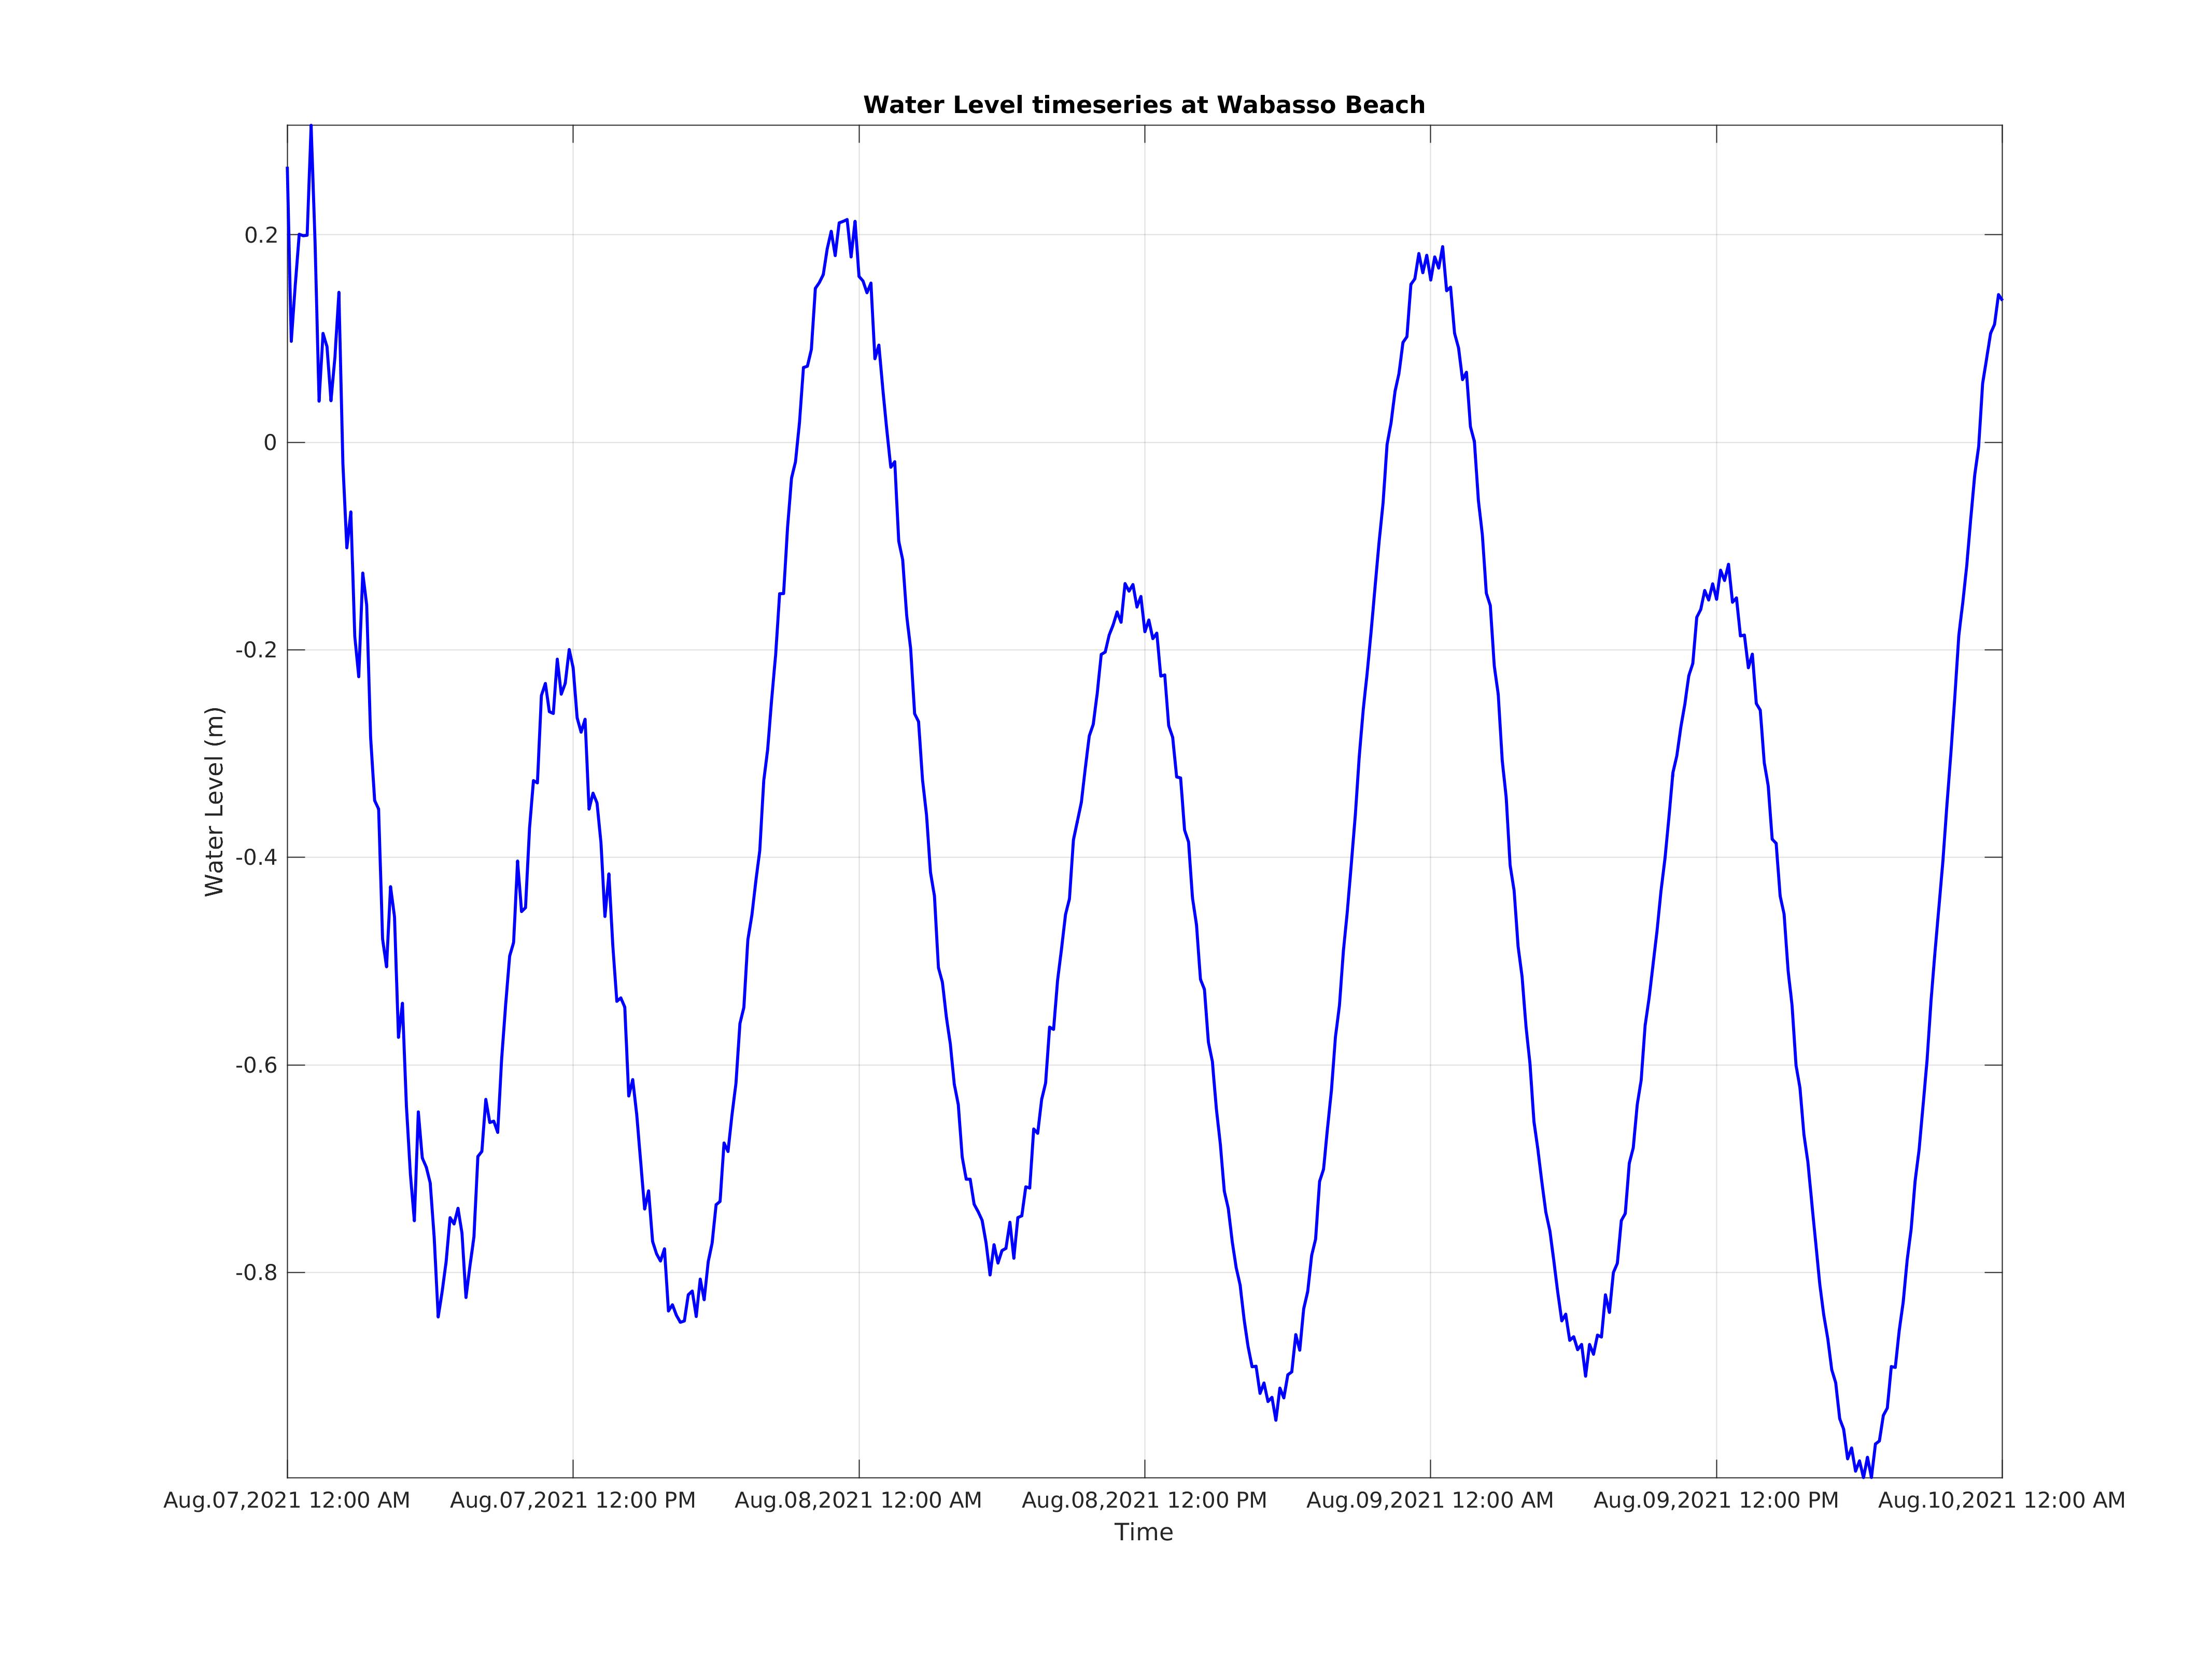 Water Level timeseries at Wabasso Beach
0.2
0
-0.2
-0.4
-0.6
-0.8
Water Level (m)
Aug.07,2021 12:00 AM Aug.07,2021 12:00 PM Aug.08,2021 12:00 AM Aug.08,2021 12:00 PM Aug.09,2021 12:00 AM Aug.09,2021 12:00 PM Aug.10,2021 12:00 AM
Time